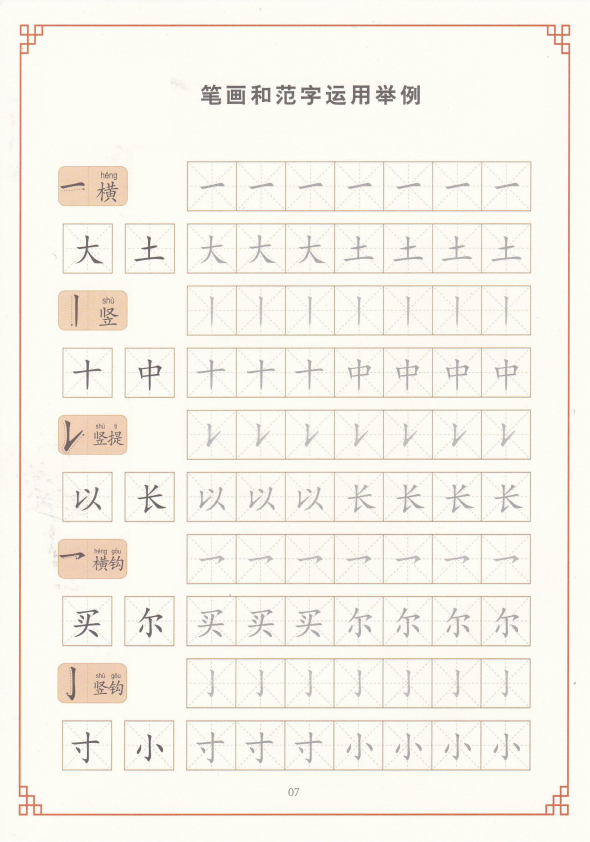 笔画和范字运用举例
héng
一 横 一 一 一 一 一 一 一
大 土 大 大 大 土 土 土 土
shù
丨 竖 丨 丨 丨 丨 丨 丨 丨
十 中 十 十 十 中 中 中 中
shù tí
竖提
以 长 以 以 以 长 长 长 长
héng gōu
乛 横钩 乛 乛 乛 乛 乛 乛 乛
买 尔 买 买 买 尔 尔 尔 尔
shù gōu
亅 竖钩 亅 亅 亅 亅 亅 亅 亅
寸 小 寸 寸 寸 小 小 小 小
07